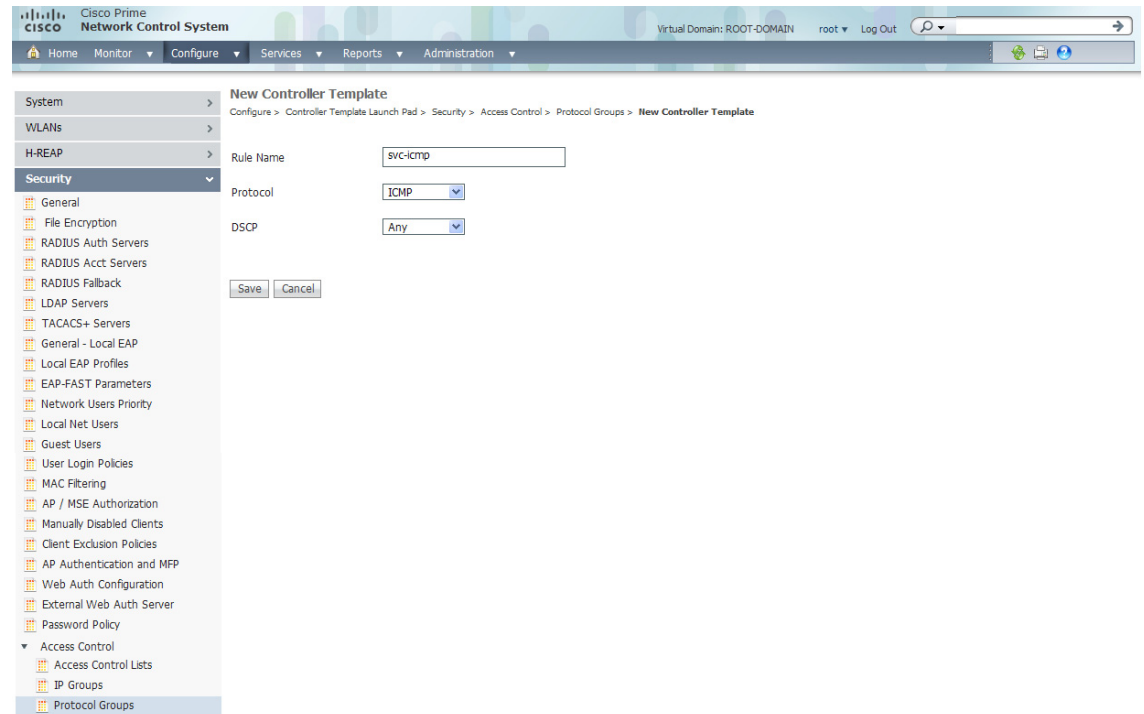 Cisco Prime
CISCO Network Control System
Virtual Domain: ROOT-DOMAIN root Log Out
Home Monitor Configure Services Reports Administration
System
WLANs
H-REAP
Security
General
File Encryption
RADIUS Auth Servers
RADIUS Acct Servers
RADIUS Fallback
LDAP Servers
TACACS+ Servers
General - Local EAP
Local EAP Profiles
EAP-FAST Parameters
Network Users Priority
Local Net Users
Guest Users
User Login Policies
MAC Filtering
AP / MSE Authorization
Manually Disabled Clients
Client Exclusion Policies
AP Authentication and MFP
Web Auth Configuration
External Web Auth Server
Password Policy
Access Control
Access Control Lists
IP Groups
Protocol Groups
New Controller Template
Configure > Controller Template Launch Pad > Security > Access Control > Protocol Groups > New Controller Template
Rule Name svc-icmp
Protocol ICMP
DSCP Any
Save Cancel